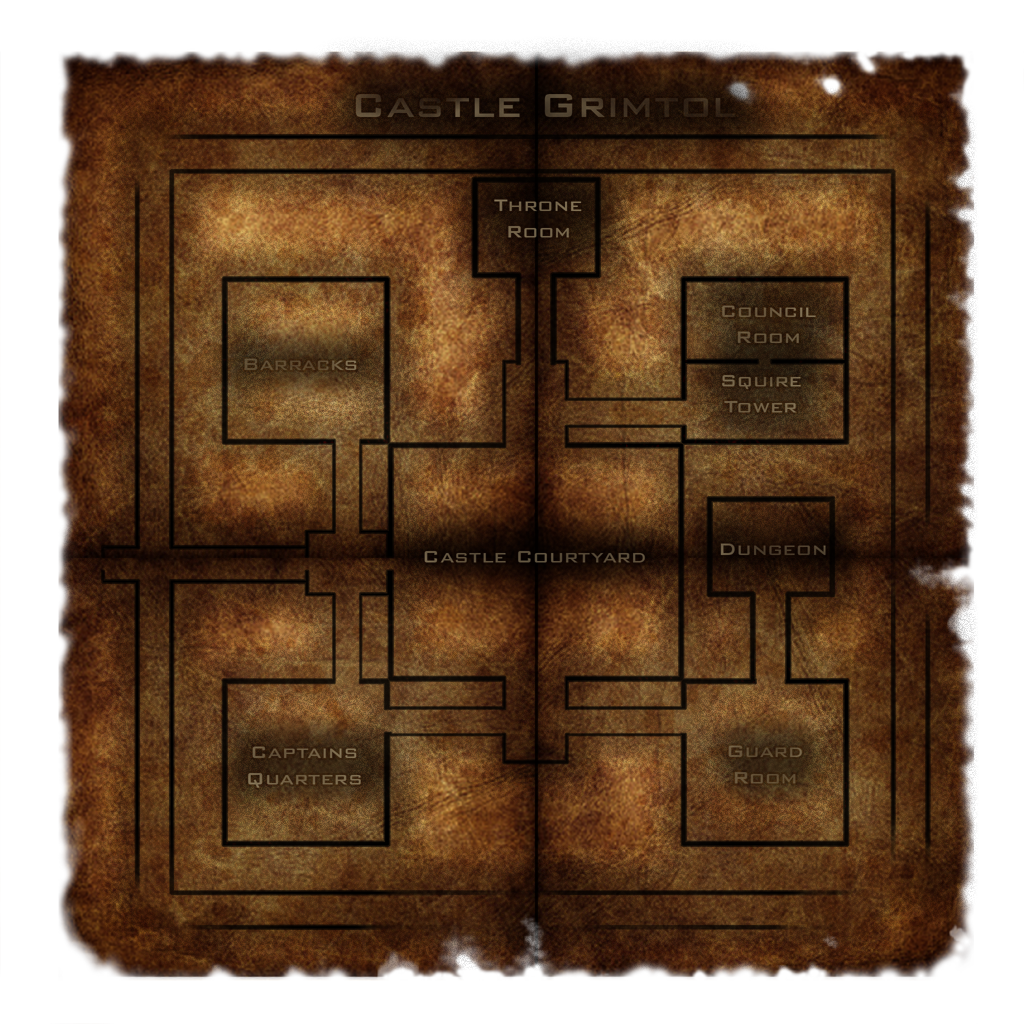 Castle Grimtol
Throne
Room
Council
Room
Barracks
Squire
Tower
Castle Courtyard
Dungeon
Captains
Quarters
Guard
Room